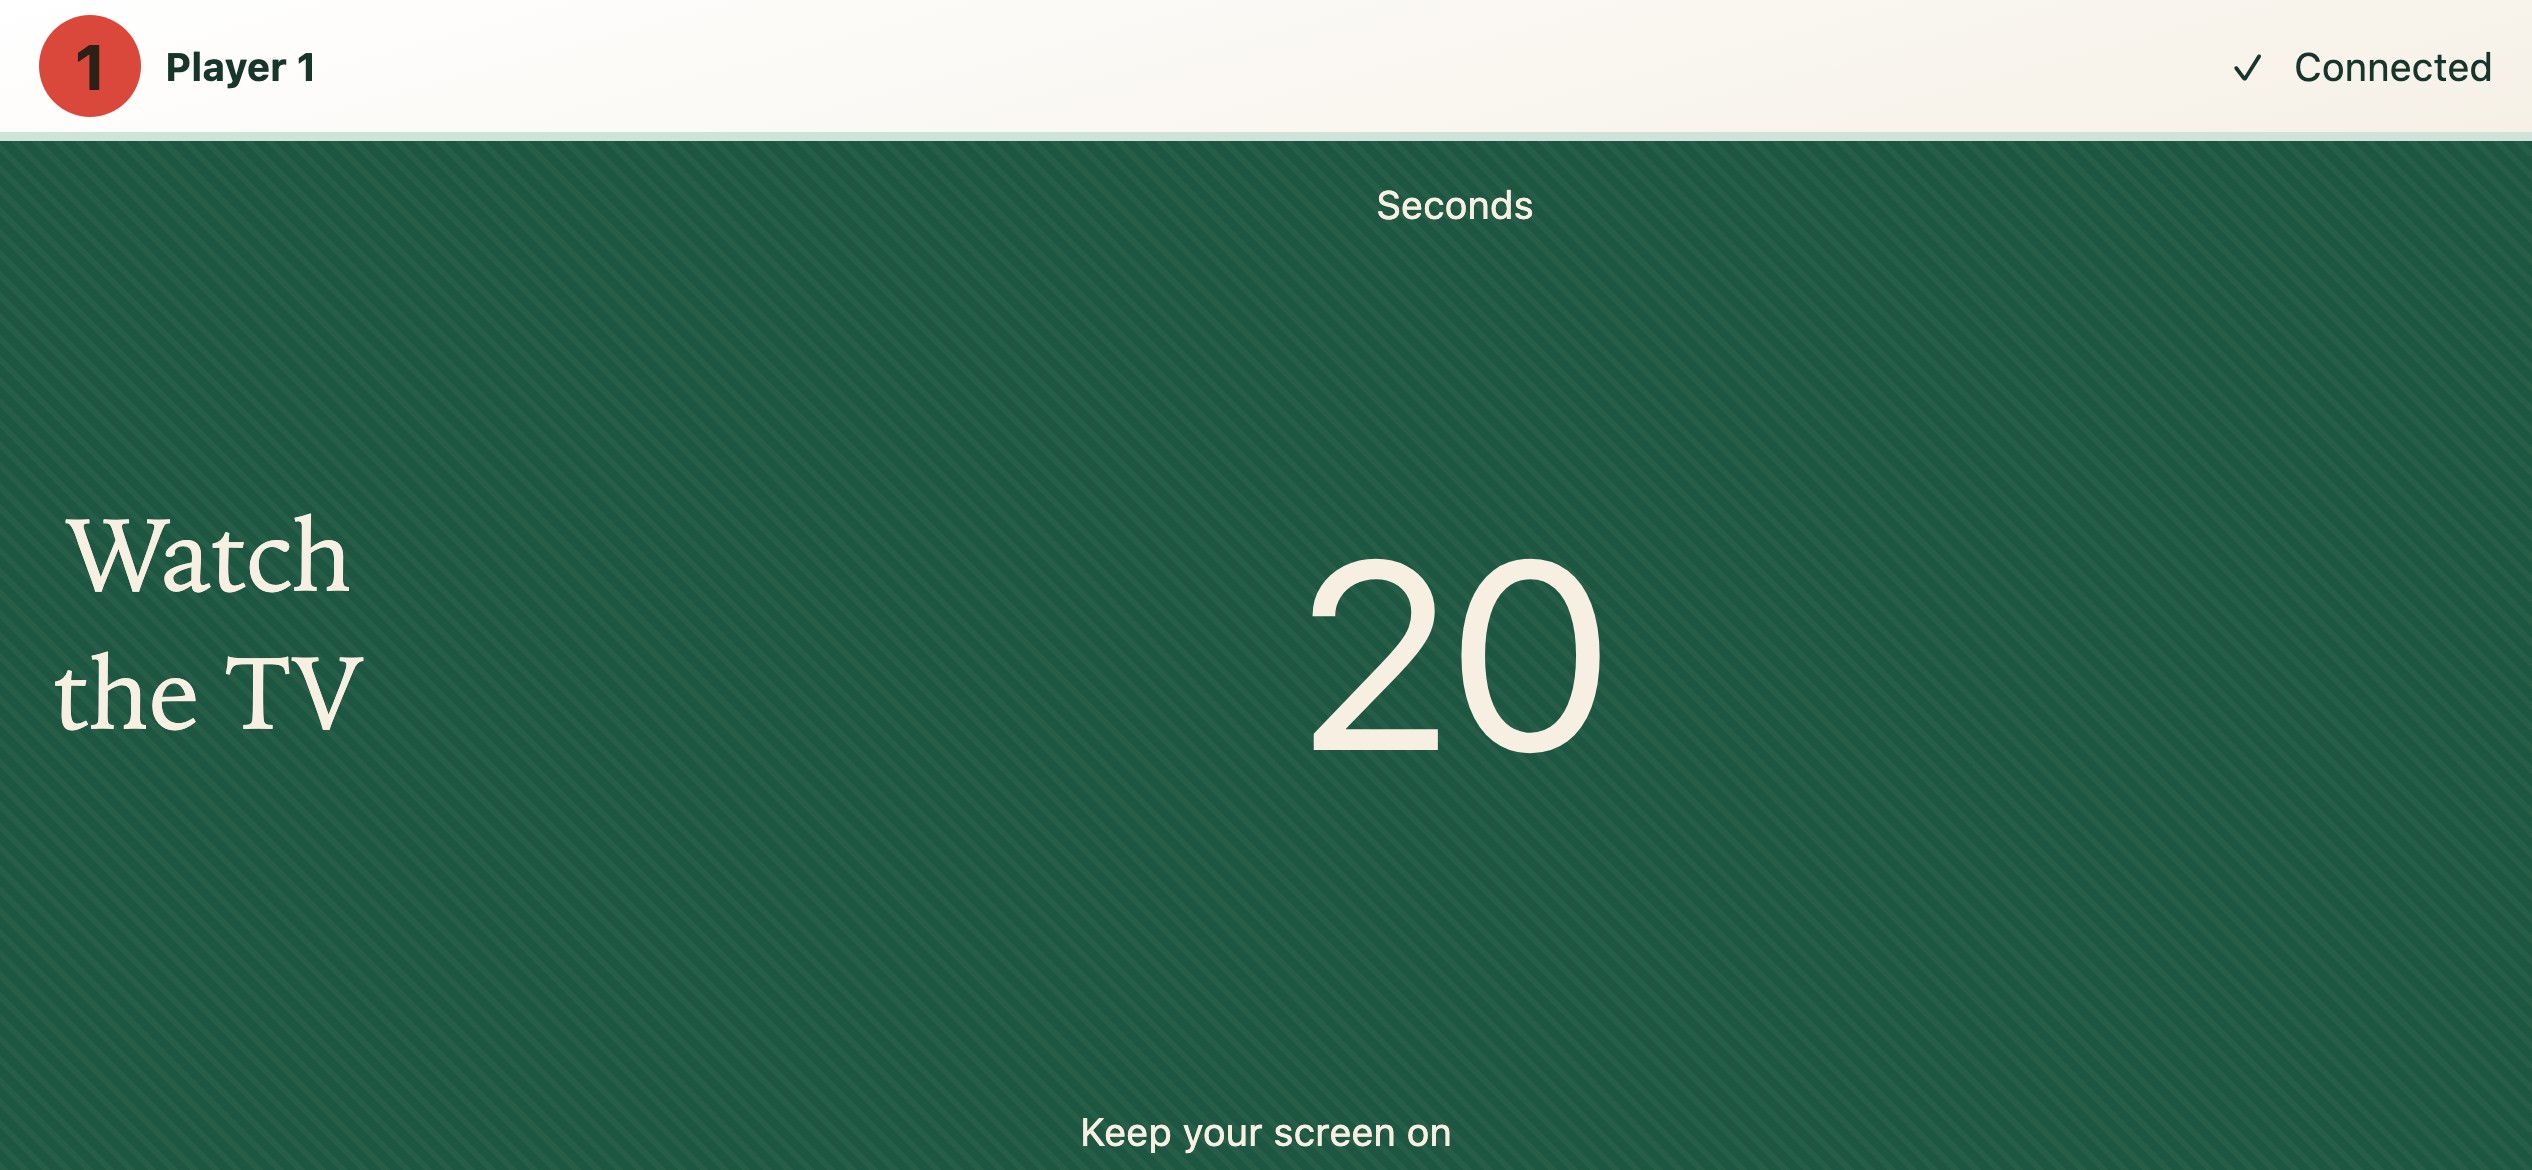 1
Player 1
✓ Connected
Seconds
Watch
the TV
20
Keep your screen on